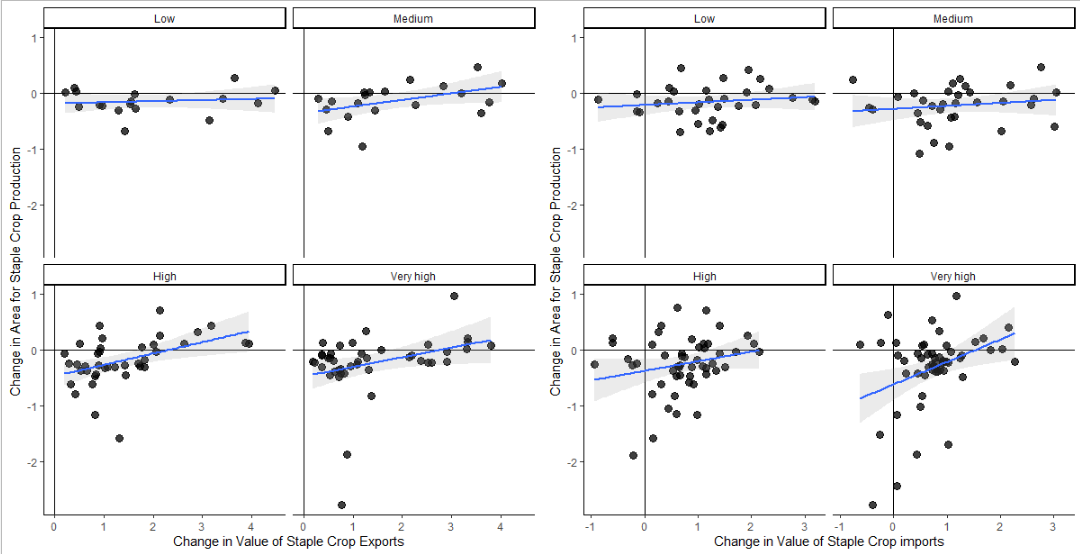 Low Medium
1
0
-1
-2
High Very high
1
0
-1
-2
0 1 2 3 4 0 1 2 3 4
Change in Value of Staple Crop Exports
Change in Area for Staple Crop Production
Low Medium
1
0
-1
-2
High Very high
1
0
-1
-2
-1 0 1 2 3 -1 0 1 2 3
Change in Value of Staple Crop imports
Change in Area for Staple Crop Production